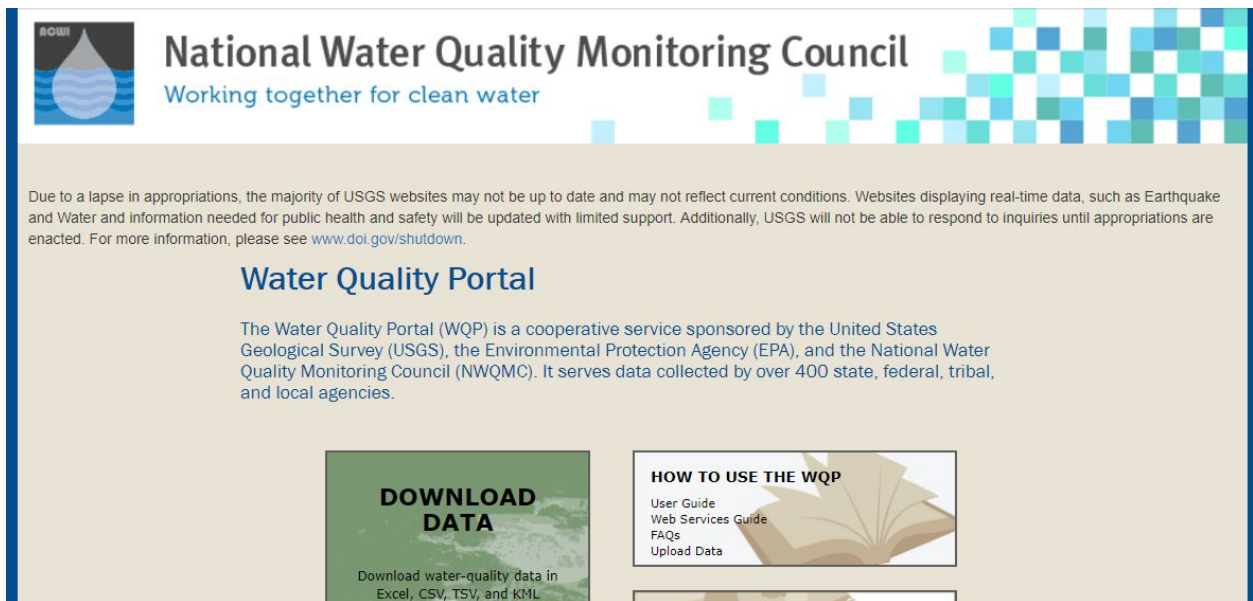 ACWI
National Water Quality Monitoring Council
Working together for clean water
Due to a lapse in appropriations, the majority of USGS websites may not be up to date and may not reflect current conditions. Websites displaying real-time data, such as Earthquake
and Water and information needed for public health and safety will be updated with limited support. Additionally, USGS will not be able to respond to inquiries until appropriations are
enacted. For more information, please see www.doi.gov/shutdown.
Water Quality Portal
The Water Quality Portal (WQP) is a cooperative service sponsored by the United States
Geological Survey (USGS), the Environmental Protection Agency (EPA), and the National Water
Quality Monitoring Council (NWQMC). It serves data collected by over 400 state, federal, tribal,
and local agencies.
DOWNLOAD
DATA
Download water-quality data in
Excel, CSV, TSV, and KML
HOW TO USE THE WQP
User Guide
Web Services Guide
FAQs
Upload Data